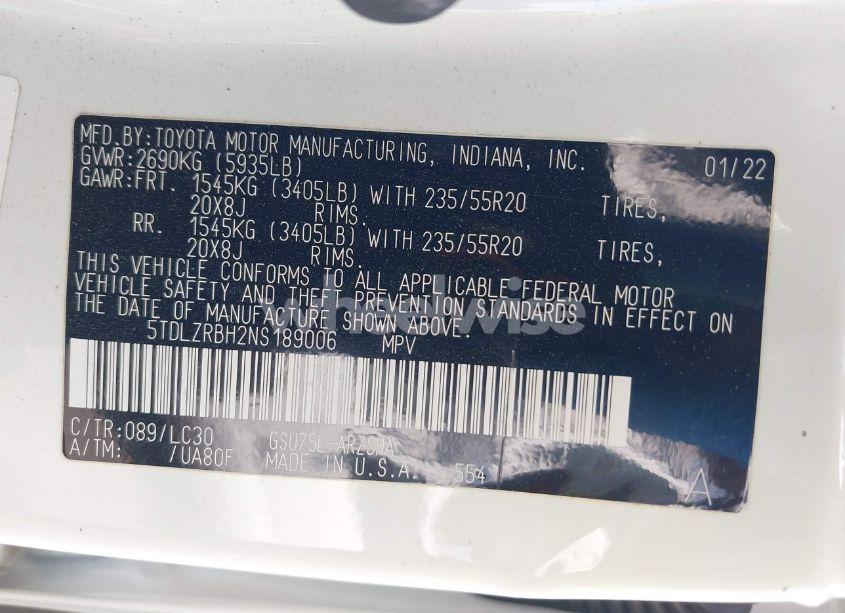 MFD.BY:TOYOTA MOTOR MANUFACTURING, INDIANA, INC. 01/22
GVWR:2690KG (5935LB)
GAWR:FRT. 1545KG (3405LB) WITH 235/55R20 TIRES,
20X8J RIMS.
RR. 1545KG (3405LB) WITH 235/55R20 TIRES,
20X8J RIMS.
THIS VEHICLE CONFORMS TO ALL APPLICABLE FEDERAL MOTOR
VEHICLE SAFETY AND THEFT PREVENTION STANDARDS IN EFFECT ON
THE DATE OF MANUFACTURE SHOWN ABOVE.
wheelwise
5TDLZRBH2NS189006 MPV
C/TR:089/LC30 GSU75L-ARZSHA
A/TM: /UA80F MADE IN U.S.A. 554
A